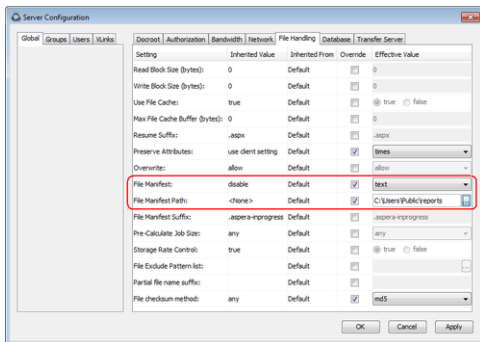 Server Configuration
Global Groups Users VLinks
Docroot Authorization Bandwidth Network File Handling Database Transfer Server
Setting Inherited Value Inherited From Override Effective Value
Read Block Size (bytes): 0 Default 0
Write Block Size (bytes): 0 Default 0
Use File Cache: true Default true false
Max File Cache Buffer (bytes): 0 Default 0
Resume Suffix: .aspx Default .aspx
Preserve Attributes: use client setting Default times
Overwrite: allow Default allow
File Manifest: disable Default text
File Manifest Path: <None> Default C:\Users\Public\reports ...
File Manifest Suffix: .aspera-inprogress Default .aspera-inprogress
Pre-Calculate Job Size: any Default any
Storage Rate Control: true Default true false
File Exclude Pattern list: Default ...
Partial file name suffix: Default
File checksum method: any Default md5
OK Cancel Apply